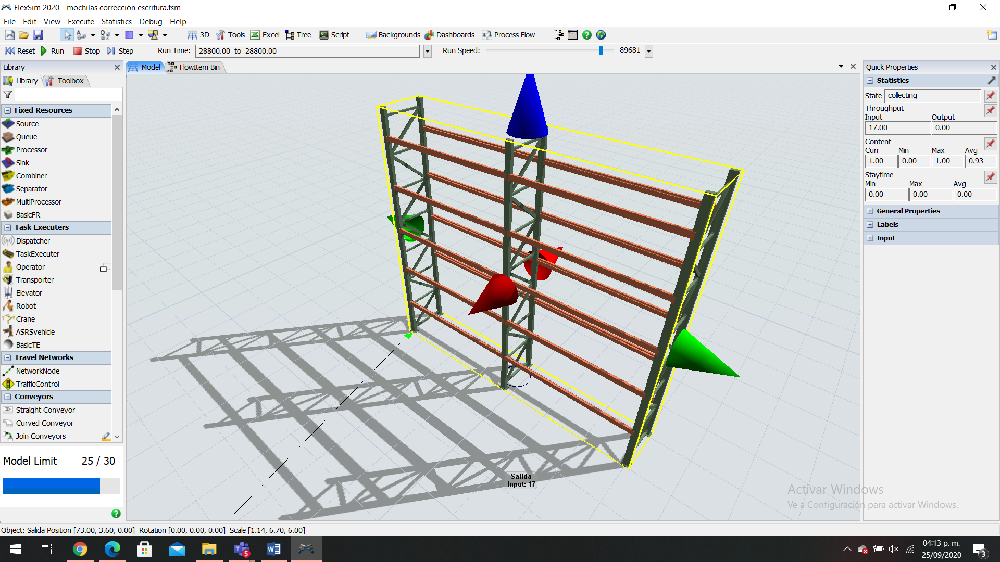 FlexSim 2020 - mochilas corrección escritura.fsm
File Edit View Execute Statistics Debug Help
3D Tools Excel Tree Script Backgrounds Dashboards Process Flow
Reset Run Stop Step Run Time: 28800.00 to 28800.00 Run Speed: 89681
Library
Library Toolbox
Fixed Resources
Source
Queue
Processor
Sink
Combiner
Separator
MultiProcessor
BasicFR
Task Executers
Dispatcher
TaskExecuter
Operator
Transporter
Elevator
Robot
Crane
ASRSvehicle
BasicTE
Travel Networks
NetworkNode
TrafficControl
Conveyors
Straight Conveyor
Curved Conveyor
Join Conveyors
Model Limit 25 / 30
Model FlowItem Bin
Salida
Input: 17
Quick Properties
Statistics
State collecting
Throughput
Input Output
17.00 0.00
Content
Curr Min Max Avg
1.00 0.00 1.00 0.93
Staytime
Min Max Avg
0.00 0.00 0.00
General Properties
Labels
Input
Activar Windows
Ve a Configuración para activar Windows.
Object: Salida Position [73.00, 3.60, 0.00] Rotation [0.00, 0.00, 0.00] Scale [1.14, 6.70, 6.00]
5
04:13 p. m.
25/09/2020
3